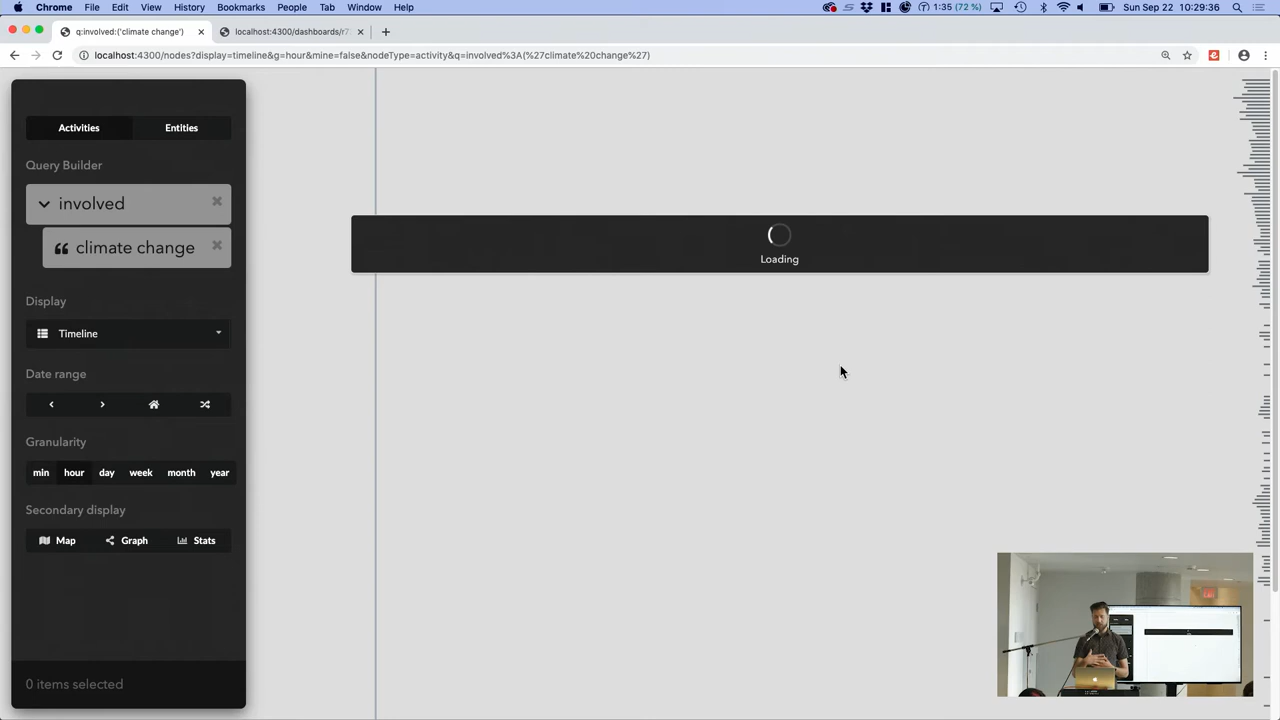 Chrome File Edit View History Bookmarks People Tab Window Help 1:35 (72 %) Sun Sep 22 10:29:36
q:involved:('climate change')
localhost:4300/dashboards/r7
localhost:4300/nodes?display=timeline&g=hour&mine=false&nodeType=activity&q=involved%3A(%27climate%20change%27)
Activities Entities
Query Builder
involved
climate change
Display
Timeline
Date range
Granularity
min hour day week month year
Secondary display
Map Graph Stats
0 items selected
Loading